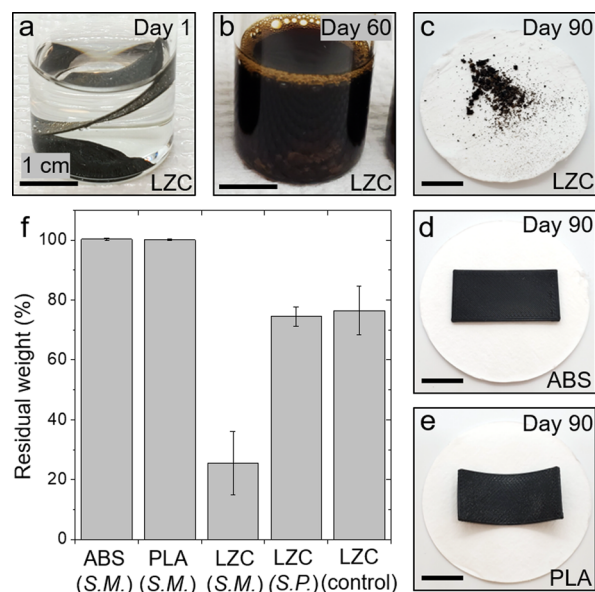 a
Day 1
1 cm
LZC
b
Day 60
LZC
c
Day 90
LZC
f
Residual weight (%)
100
80
60
40
20
0
ABS
(S.M.)
PLA
(S.M.)
LZC
(S.M.)
LZC
(S.P.)
LZC
(control)
d
Day 90
ABS
e
Day 90
PLA